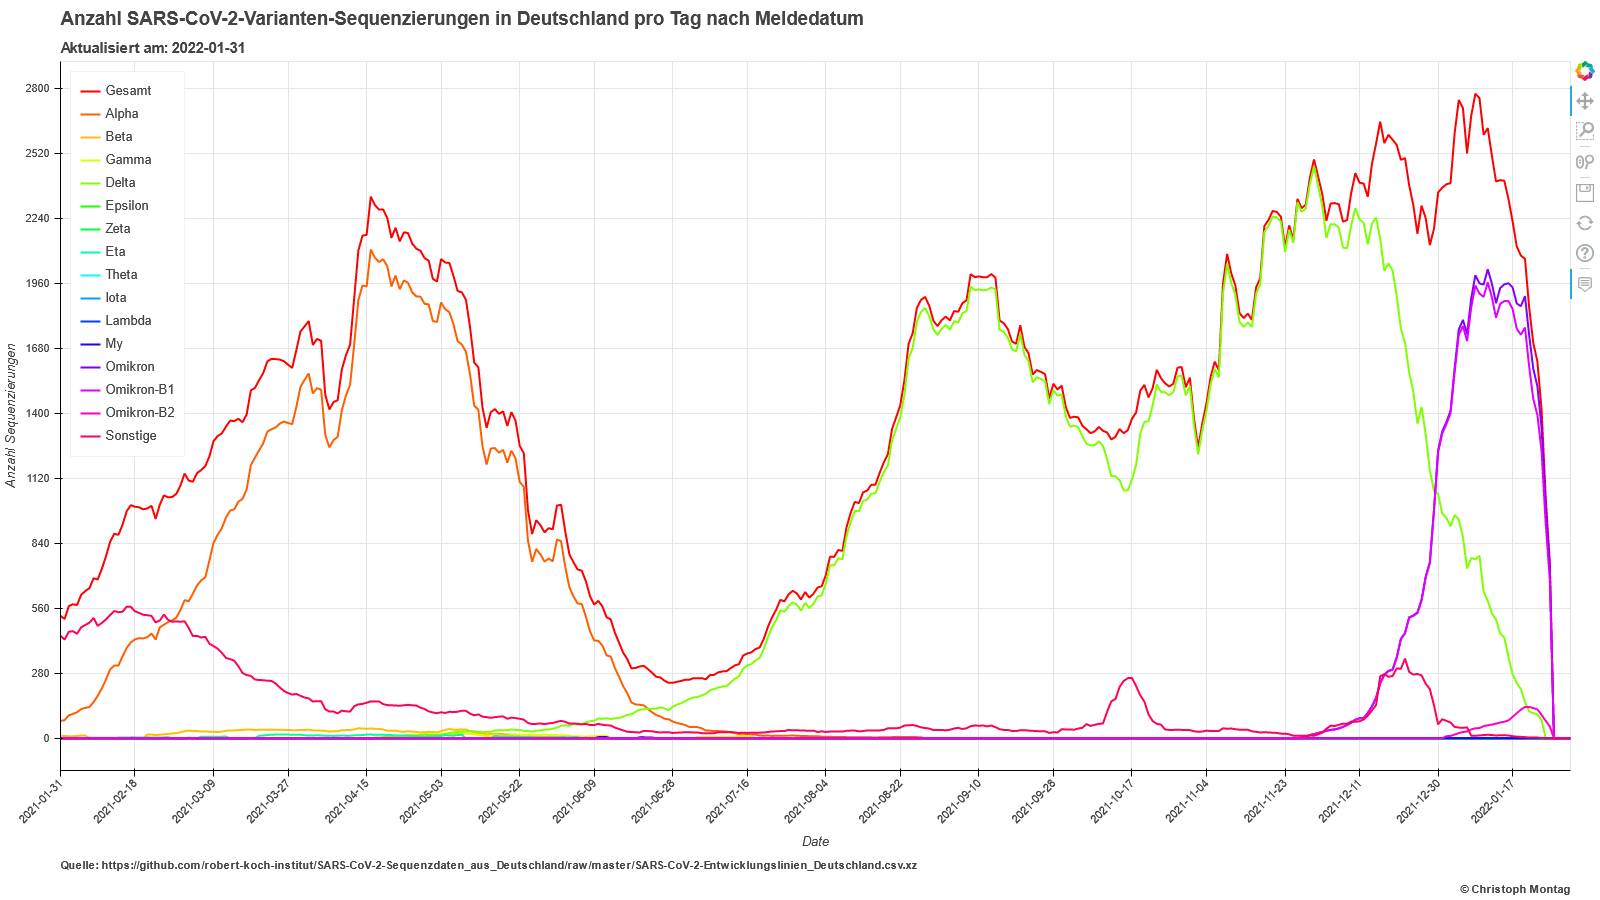 Anzahl SARS-CoV-2-Varianten-Sequenzierungen in Deutschland pro Tag nach Meldedatum
Aktualisiert am: 2022-01-31
Gesamt
Alpha
Beta
Gamma
Delta
Epsilon
Zeta
Eta
Theta
Iota
Lambda
My
Omikron
Omikron-B1
Omikron-B2
Sonstige
2800
2520
2240
1960
1680
1400
1120
840
560
280
0
Anzahl Sequenzierungen
2021-01-31
2021-02-18
2021-03-09
2021-03-27
2021-04-15
2021-05-03
2021-05-22
2021-06-09
2021-06-28
2021-07-16
2021-08-04
2021-08-22
2021-09-10
2021-09-28
2021-10-17
2021-11-04
2021-11-23
2021-12-11
2021-12-30
2022-01-17
Date
Quelle: https://github.com/robert-koch-institut/SARS-CoV-2-Sequenzdaten_aus_Deutschland/raw/master/SARS-CoV-2-Entwicklungslinien_Deutschland.csv.xz
© Christoph Montag